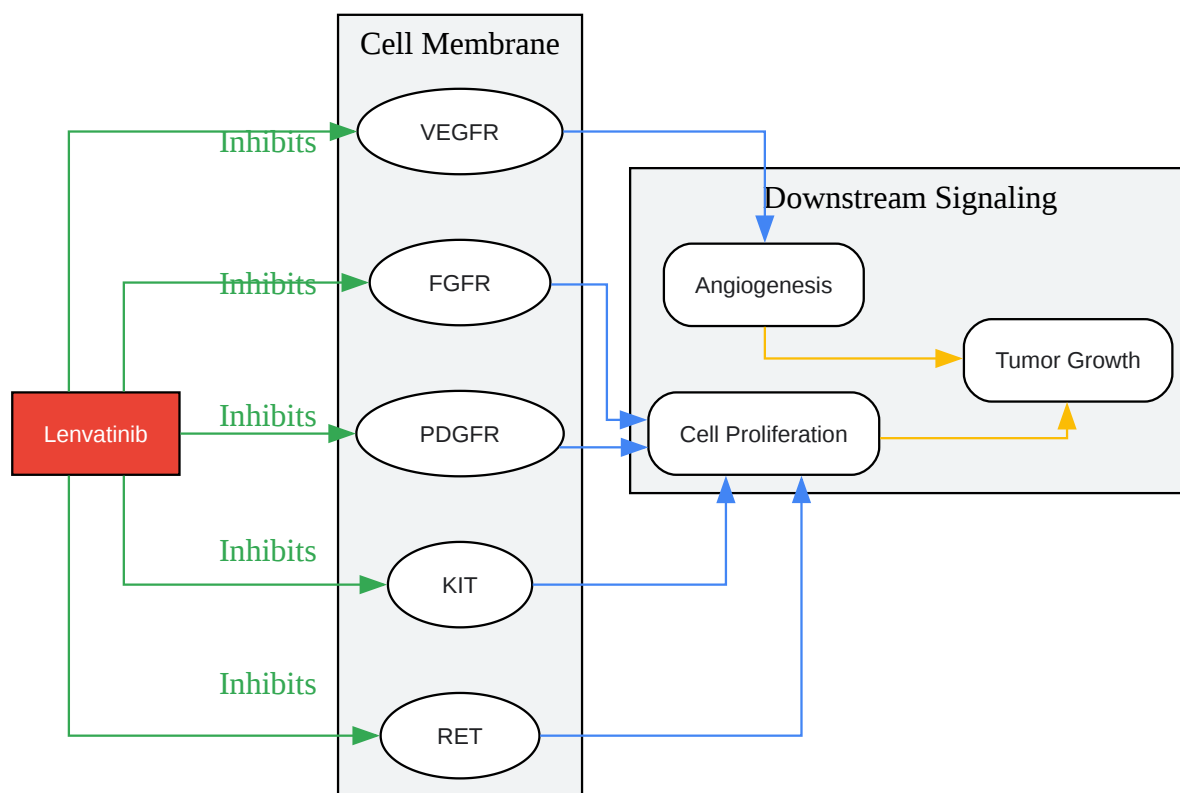 Cell Membrane
Inhibits
VEGFR
Downstream Signaling
Inhibits
FGFR
Angiogenesis
Tumor Growth
Lenvatinib
Inhibits
PDGFR
Cell Proliferation
Inhibits
KIT
Inhibits
RET